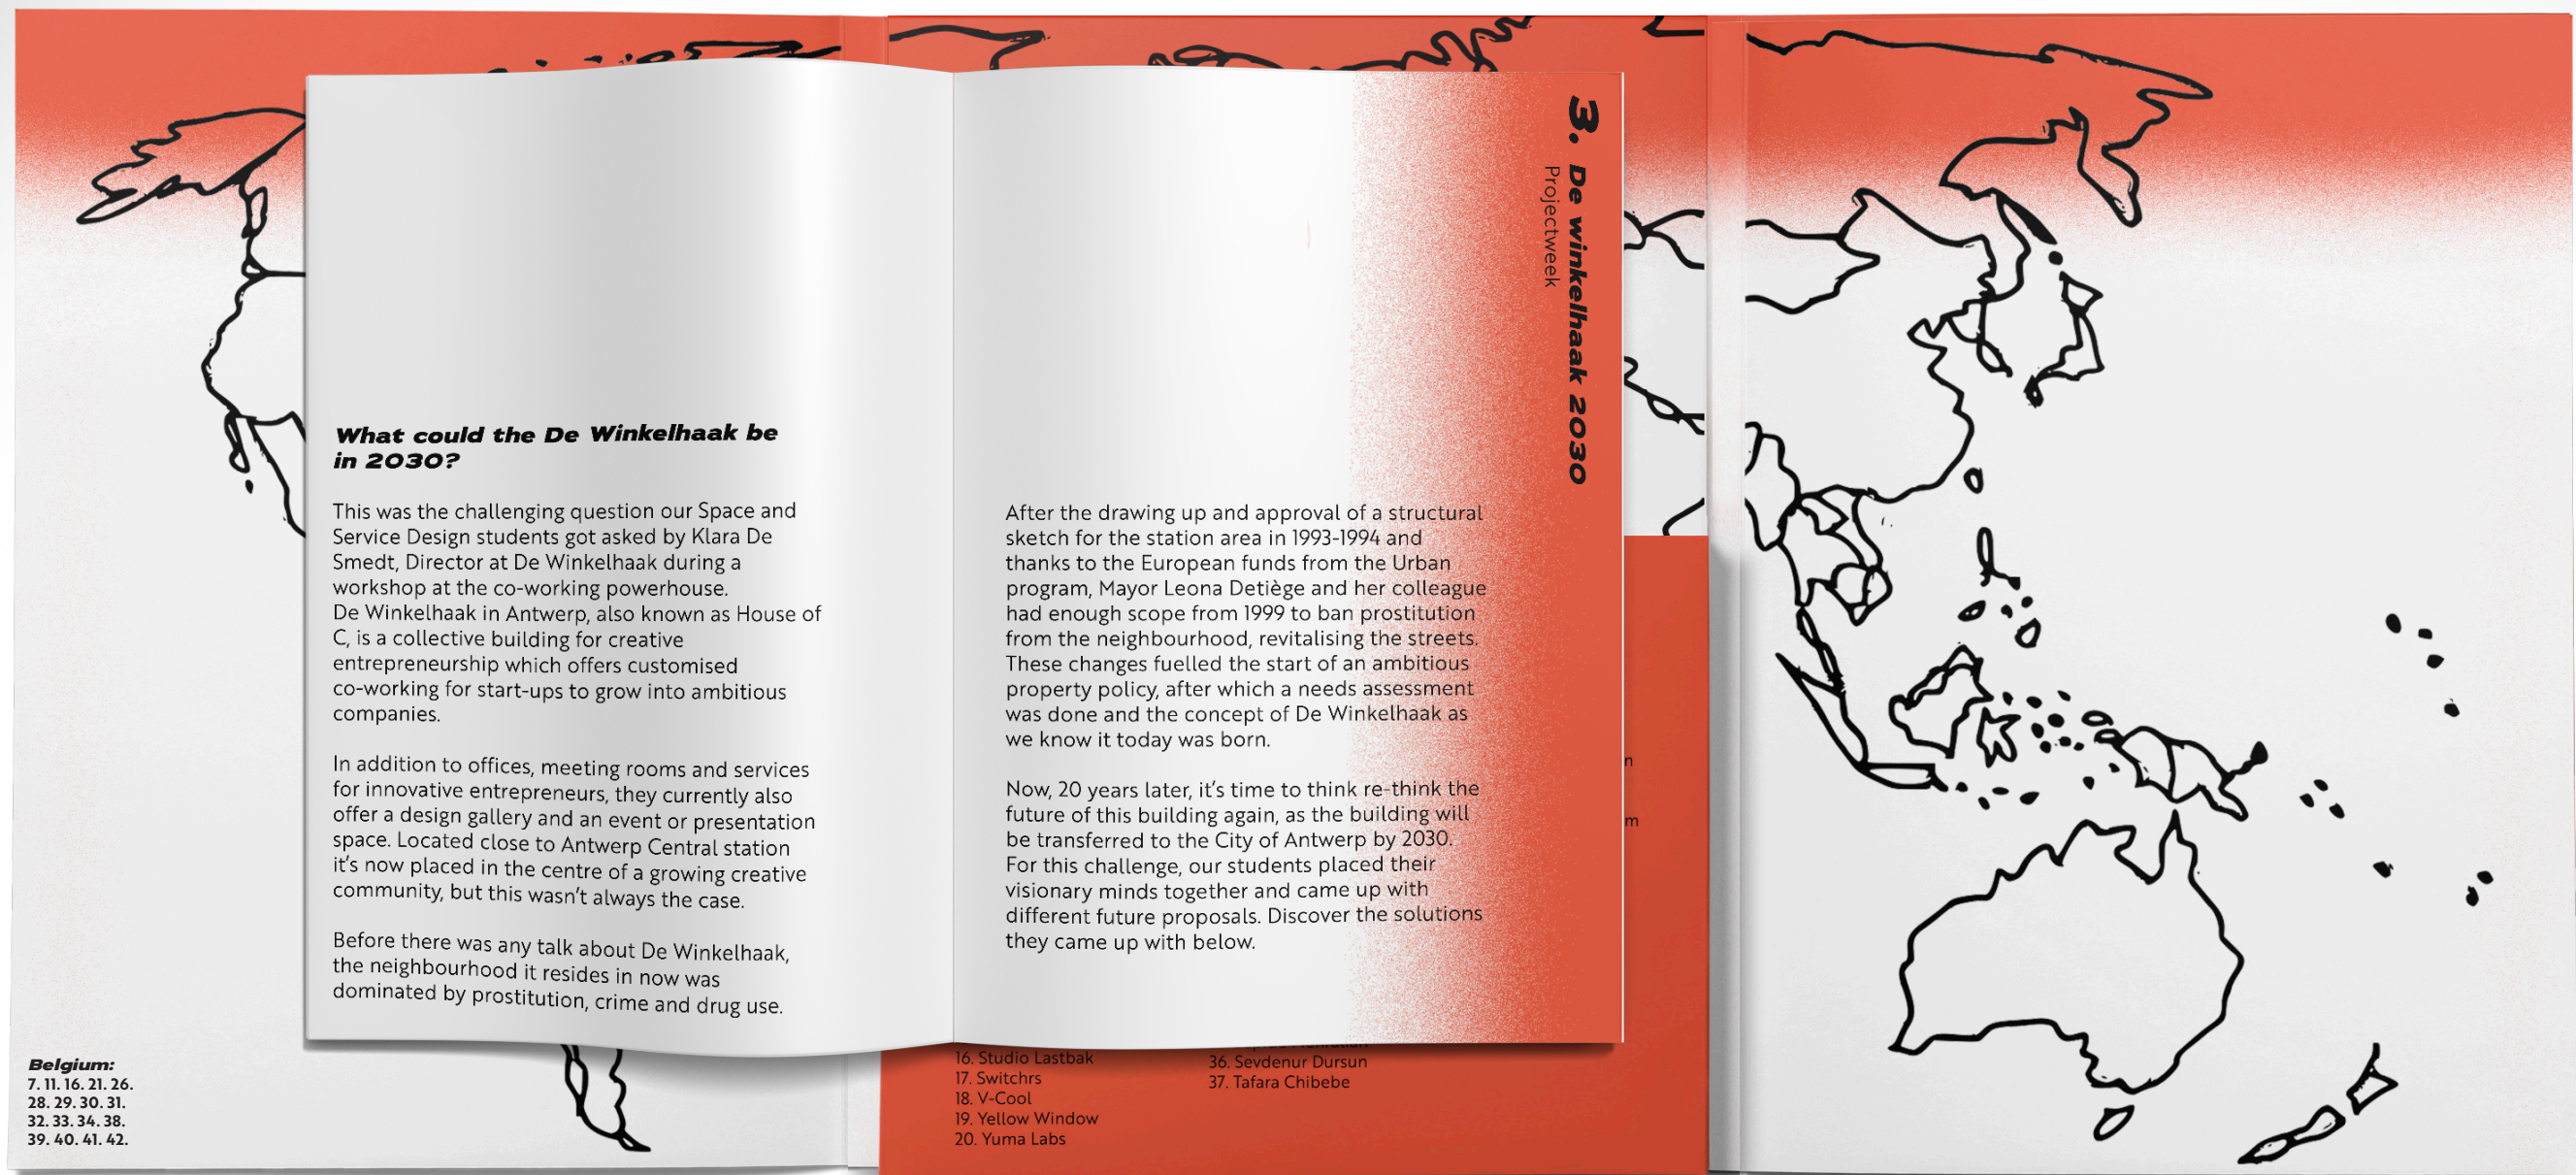 What could the De Winkelhaak be
in 2030?
This was the challenging question our Space and
Service Design students got asked by Klara De
Smedt, Director at De Winkelhaak during a
workshop at the co-working powerhouse.
De Winkelhaak in Antwerp, also known as House of
C, is a collective building for creative
entrepreneurship which offers customised
co-working for start-ups to grow into ambitious
companies.
In addition to offices, meeting rooms and services
for innovative entrepreneurs, they currently also
offer a design gallery and an event or presentation
space. Located close to Antwerp Central station
it's now placed in the centre of a growing creative
community, but this wasn't always the case.
Before there was any talk about De Winkelhaak,
the neighbourhood it resides in now was
dominated by prostitution, crime and drug use.
3. De winkelhaak 2030
Projectweek
After the drawing up and approval of a structural
sketch for the station area in 1993-1994 and
thanks to the European funds from the Urban
program, Mayor Leona Detiège and her colleague
had enough scope from 1999 to ban prostitution
from the neighbourhood, revitalising the streets.
These changes fuelled the start of an ambitious
property policy, after which a needs assessment
was done and the concept of De Winkelhaak as
we know it today was born.
Now, 20 years later, it's time to think re-think the
future of this building again, as the building will
be transferred to the City of Antwerp by 2030.
For this challenge, our students placed their
visionary minds together and came up with
different future proposals. Discover the solutions
they came up with below.
Belgium:
7. 11. 16. 21. 26.
28. 29. 30. 31.
32. 33. 34. 38.
39. 40. 41. 42.
16. Studio Lastbak
17. Switchrs
18. V-Cool
19. Yellow Window
20. Yuma Labs
36. Sevdenur Dursun
37. Tafara Chibebe
n
m